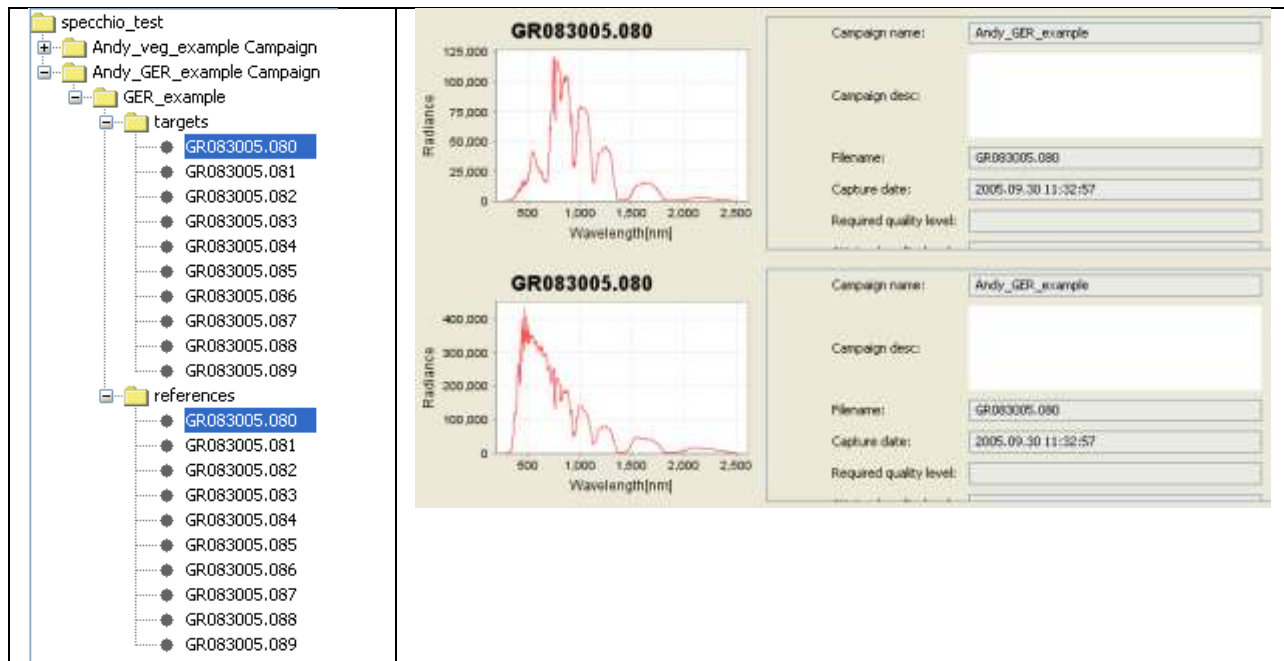 specchio_test
Andy_veg_example Campaign
Andy_GER_example Campaign
GER_example
targets
GR083005.080
GR083005.081
GR083005.082
GR083005.083
GR083005.084
GR083005.085
GR083005.086
GR083005.087
GR083005.088
GR083005.089
references
GR083005.080
GR083005.081
GR083005.082
GR083005.083
GR083005.084
GR083005.085
GR083005.086
GR083005.087
GR083005.088
GR083005.089
GR083005.080
125,000
100,000
75,000
50,000
25,000
0
Radiance
500 1,000 1,500 2,000 2,500
Wavelength[nm]
Campaign name: Andy_GER_example
Campaign desc:
Filename: GR083005.080
Capture date: 2005.09.30 11:32:57
Required quality level:
GR083005.080
400,000
300,000
200,000
100,000
0
Radiance
500 1,000 1,500 2,000 2,500
Wavelength[nm]
Campaign name: Andy_GER_example
Campaign desc:
Filename: GR083005.080
Capture date: 2005.09.30 11:32:57
Required quality level: